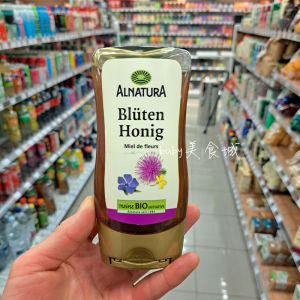 ALNATURA
Blüten
Honig
Miel de fleurs
美食城
BIO